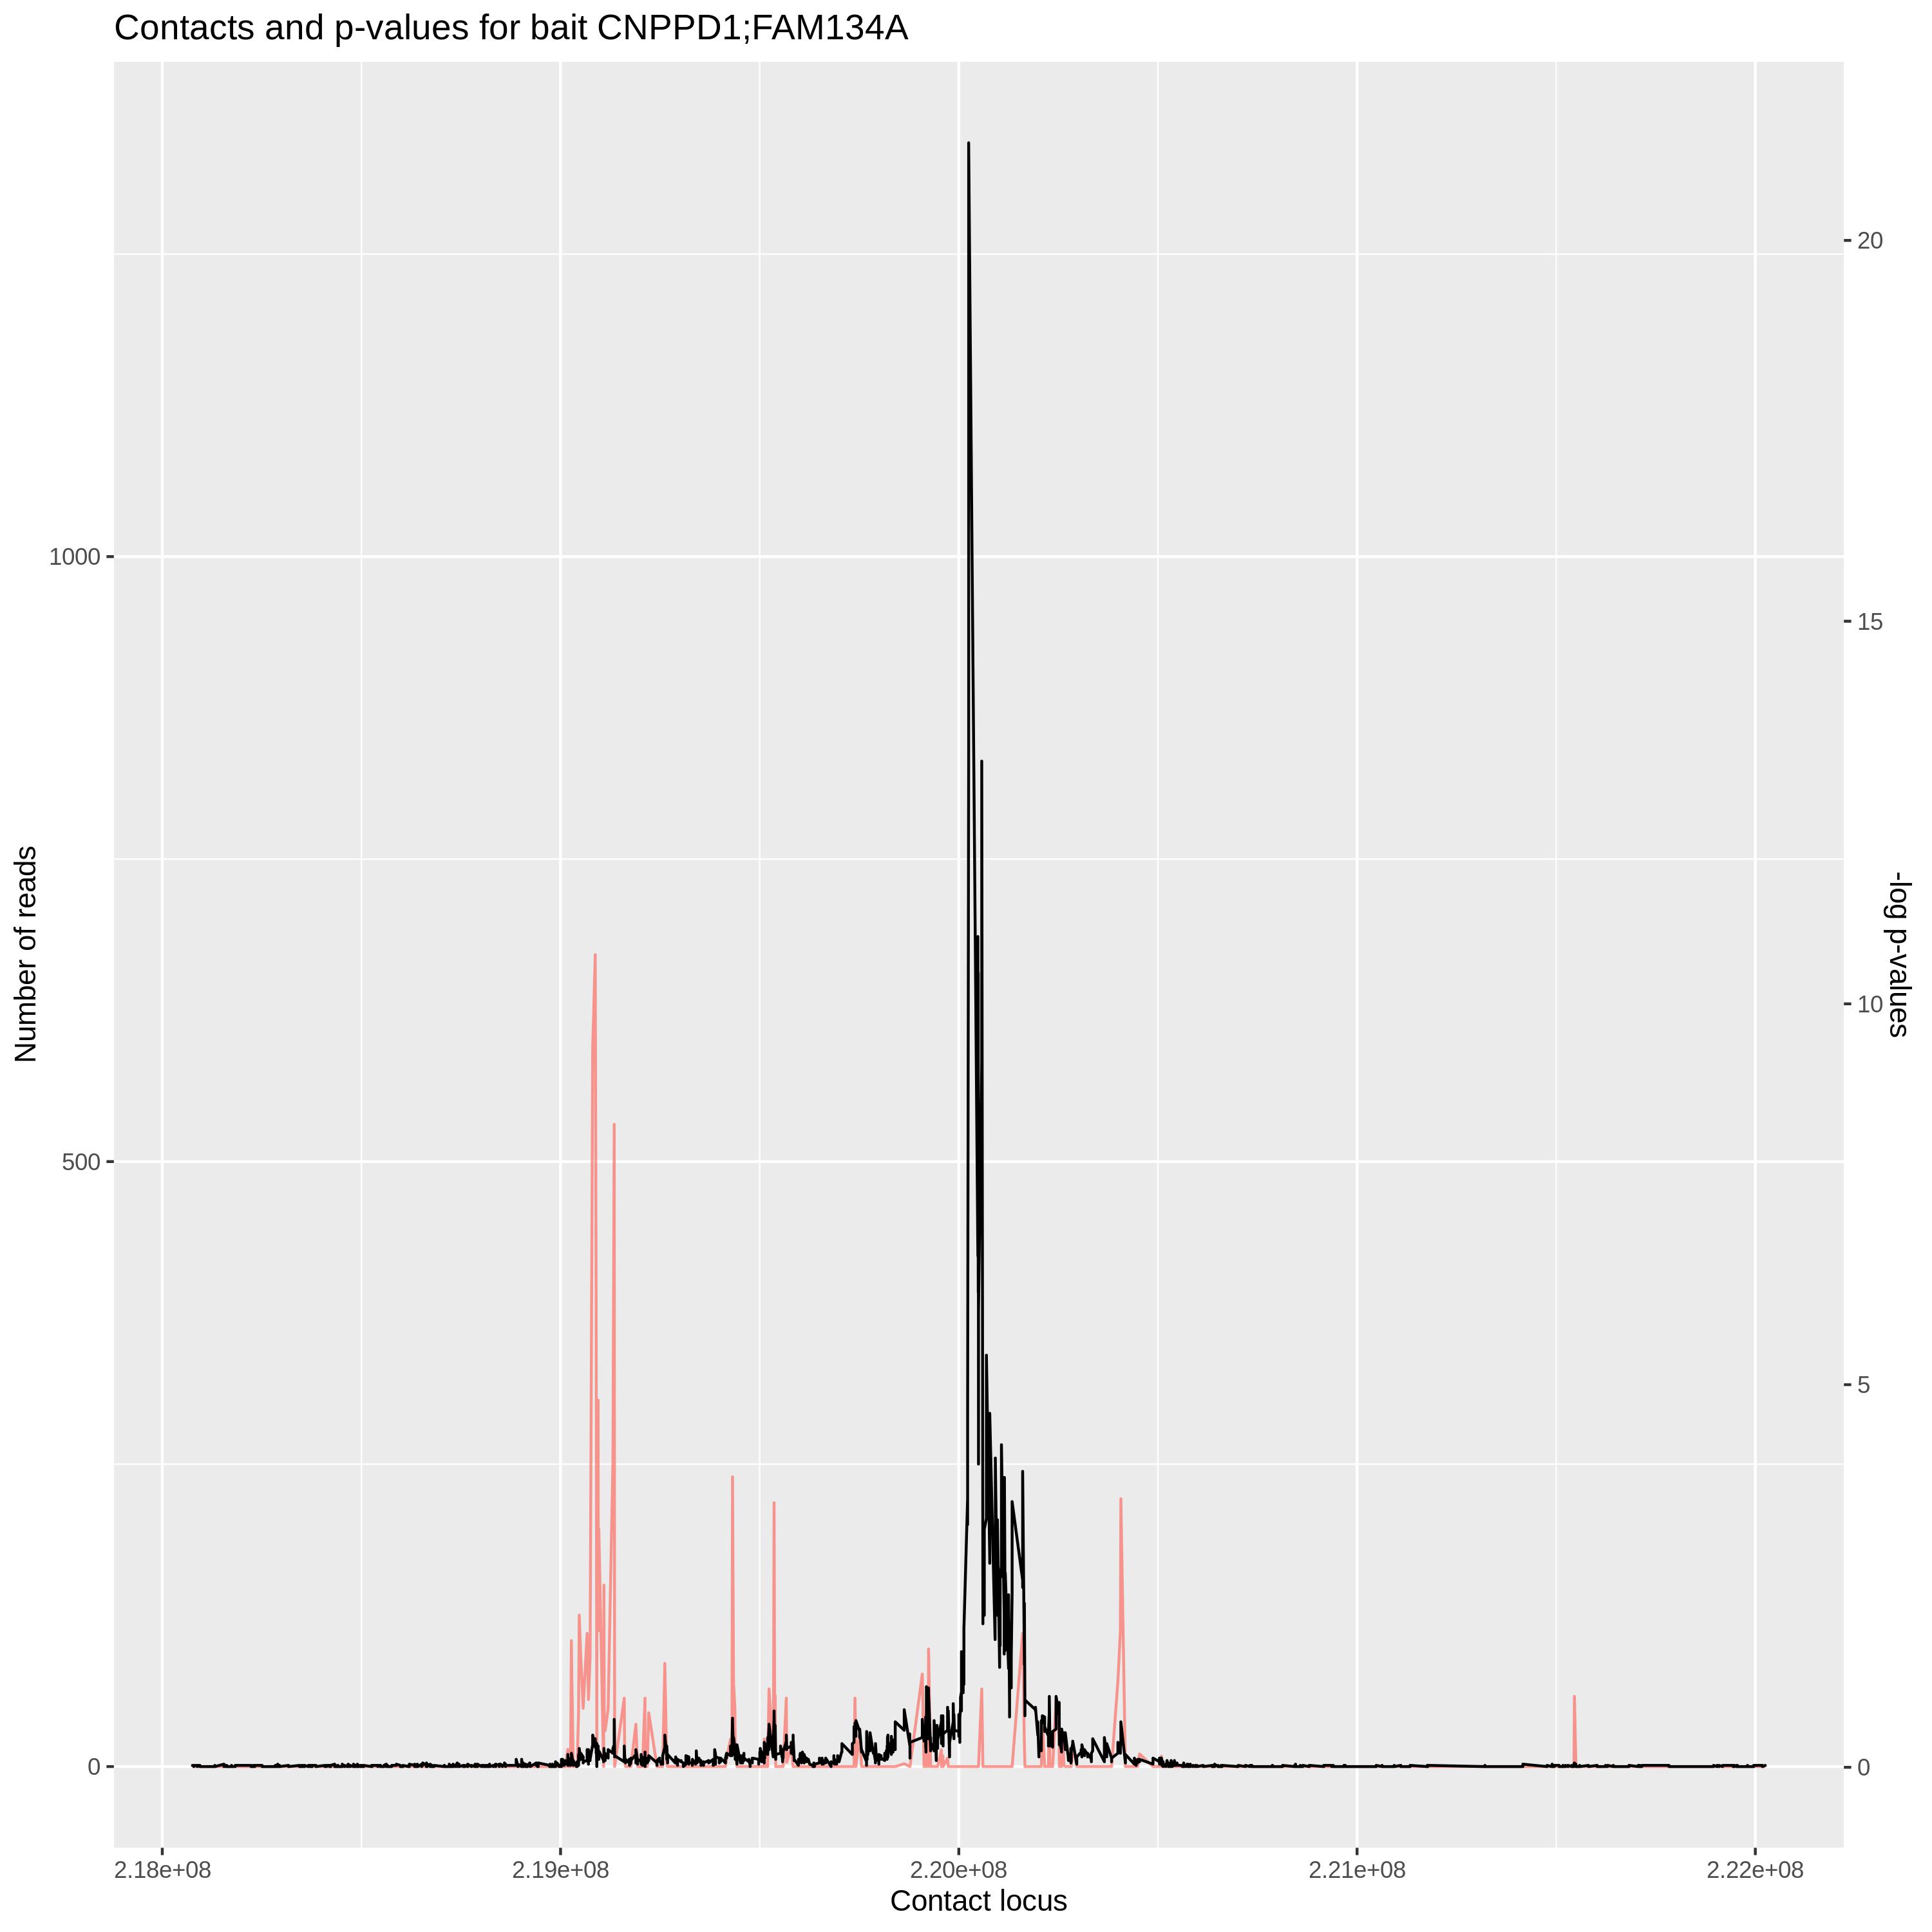 Contacts and p-values for bait CNPPD1;FAM134A
Number of reads
1000
500
0
20
15
10
5
0
-log p-values
2.18e+08
2.19e+08
2.20e+08
2.21e+08
2.22e+08
Contact locus